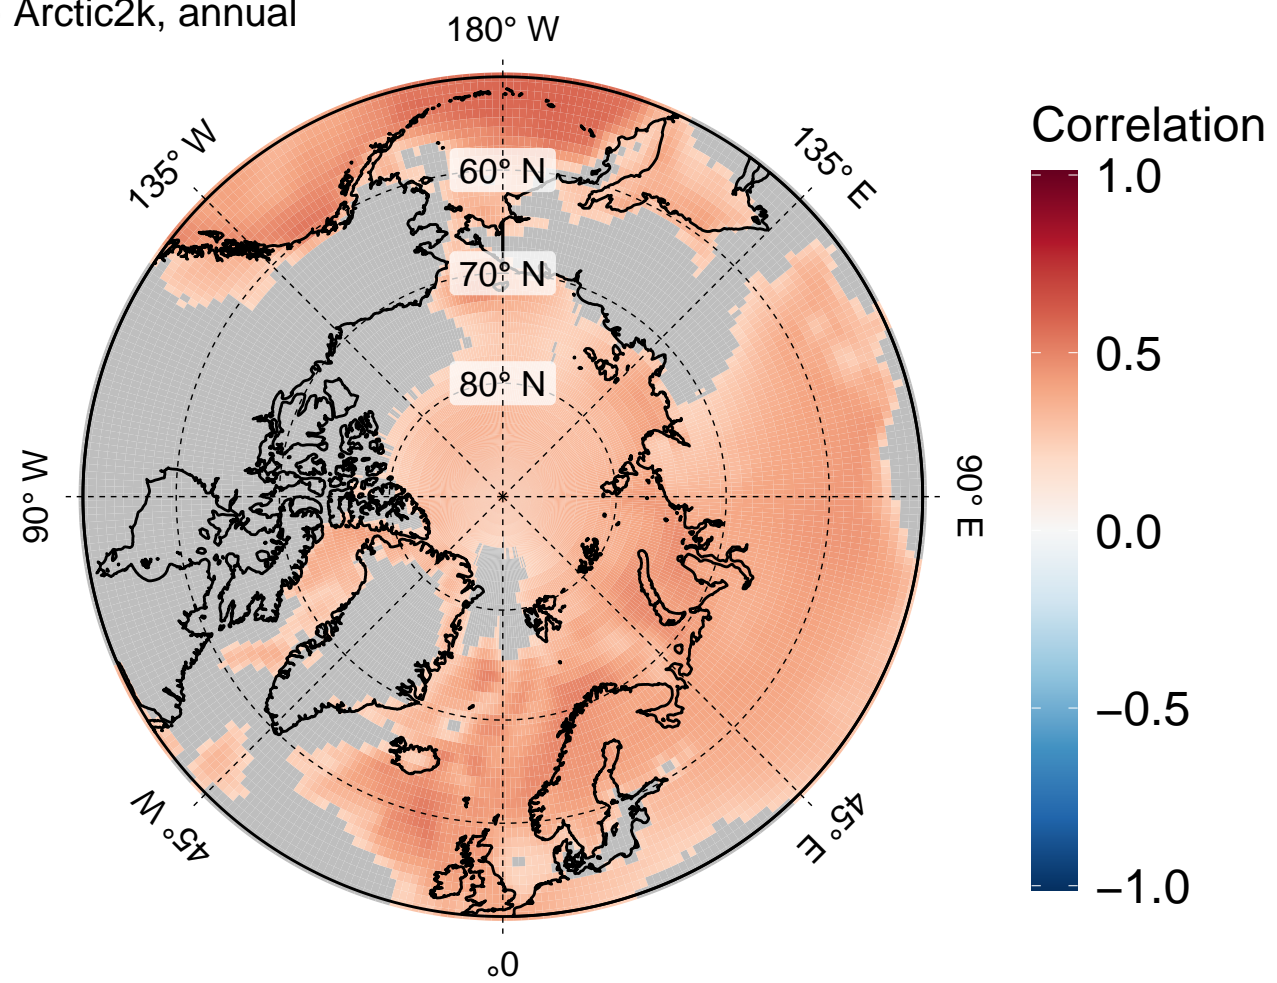 Arctic2k, annual
180° W
135° W
135° E
60° N
70° N
80° N
90° W
90° E
45° W
45° E
0°
Correlation
1.0
0.5
0.0
−0.5
−1.0